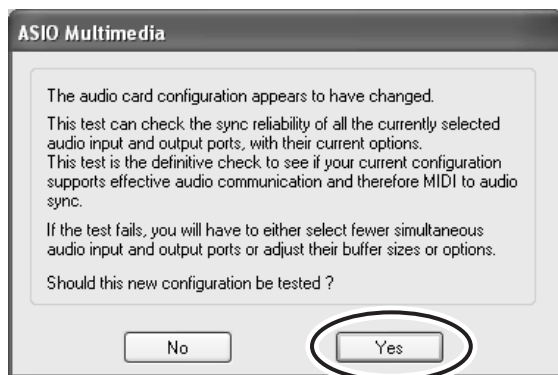 ASIO Multimedia
The audio card configuration appears to have changed.
This test can check the sync reliability of all the currently selected
audio input and output ports, with their current options.
This test is the definitive check to see if your current configuration
supports effective audio communication and therefore MIDI to audio
sync.
If the test fails, you will have to either select fewer simultaneous
audio input and output ports or adjust their buffer sizes or options.
Should this new configuration be tested ?
No
Yes